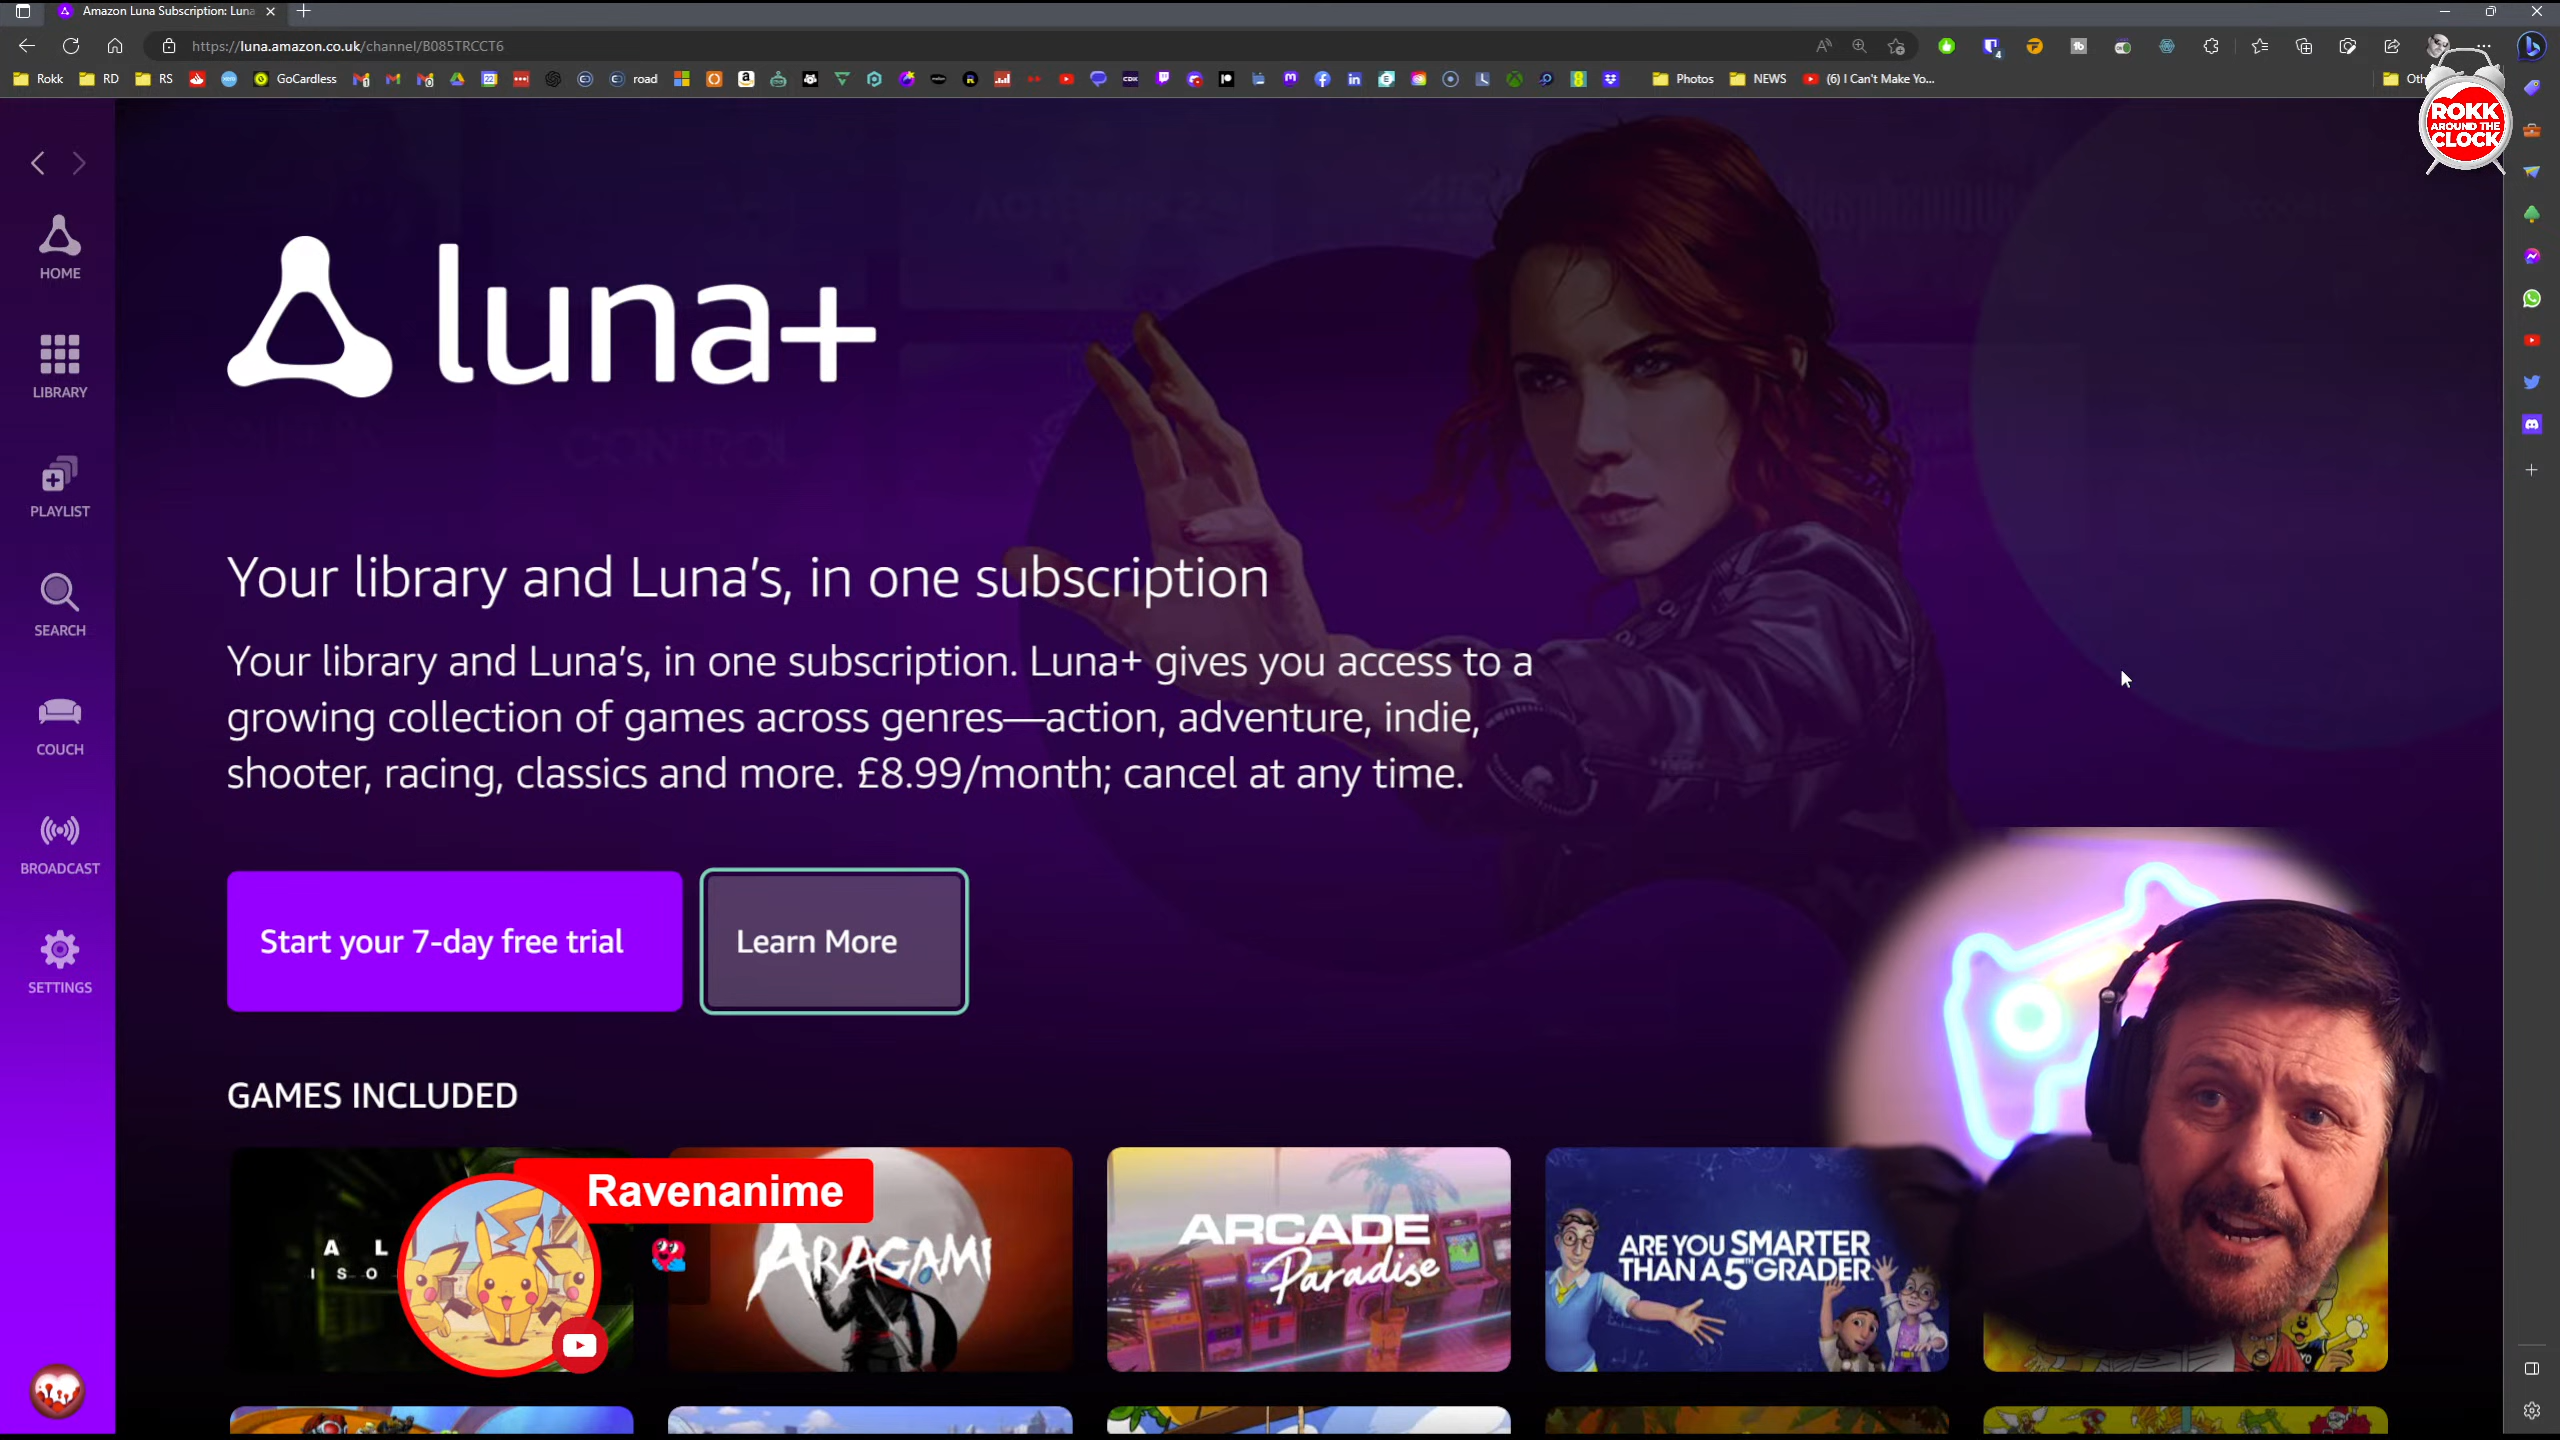 Amazon Luna Subscription: Luna
https://luna.amazon.co.uk/channel/B085TRCCT6
Rokk
RD
RS
GoCardless
road
Photos
NEWS
(6) I Can't Make Yo...
ROKK
AROUND THE
CLOCK
HOME
LIBRARY
PLAYLIST
SEARCH
COUCH
BROADCAST
SETTINGS
luna+
CONTROL
Your library and Luna's, in one subscription
Your library and Luna's, in one subscription. Luna+ gives you access to a
growing collection of games across genres—action, adventure, indie,
shooter, racing, classics and more. £8.99/month; cancel at any time.
Start your 7-day free trial
Learn More
GAMES INCLUDED
Ravenanime
ARAGAMI
ARCADE
Paradise
ARE YOU SMARTER
THAN A 5TH GRADER